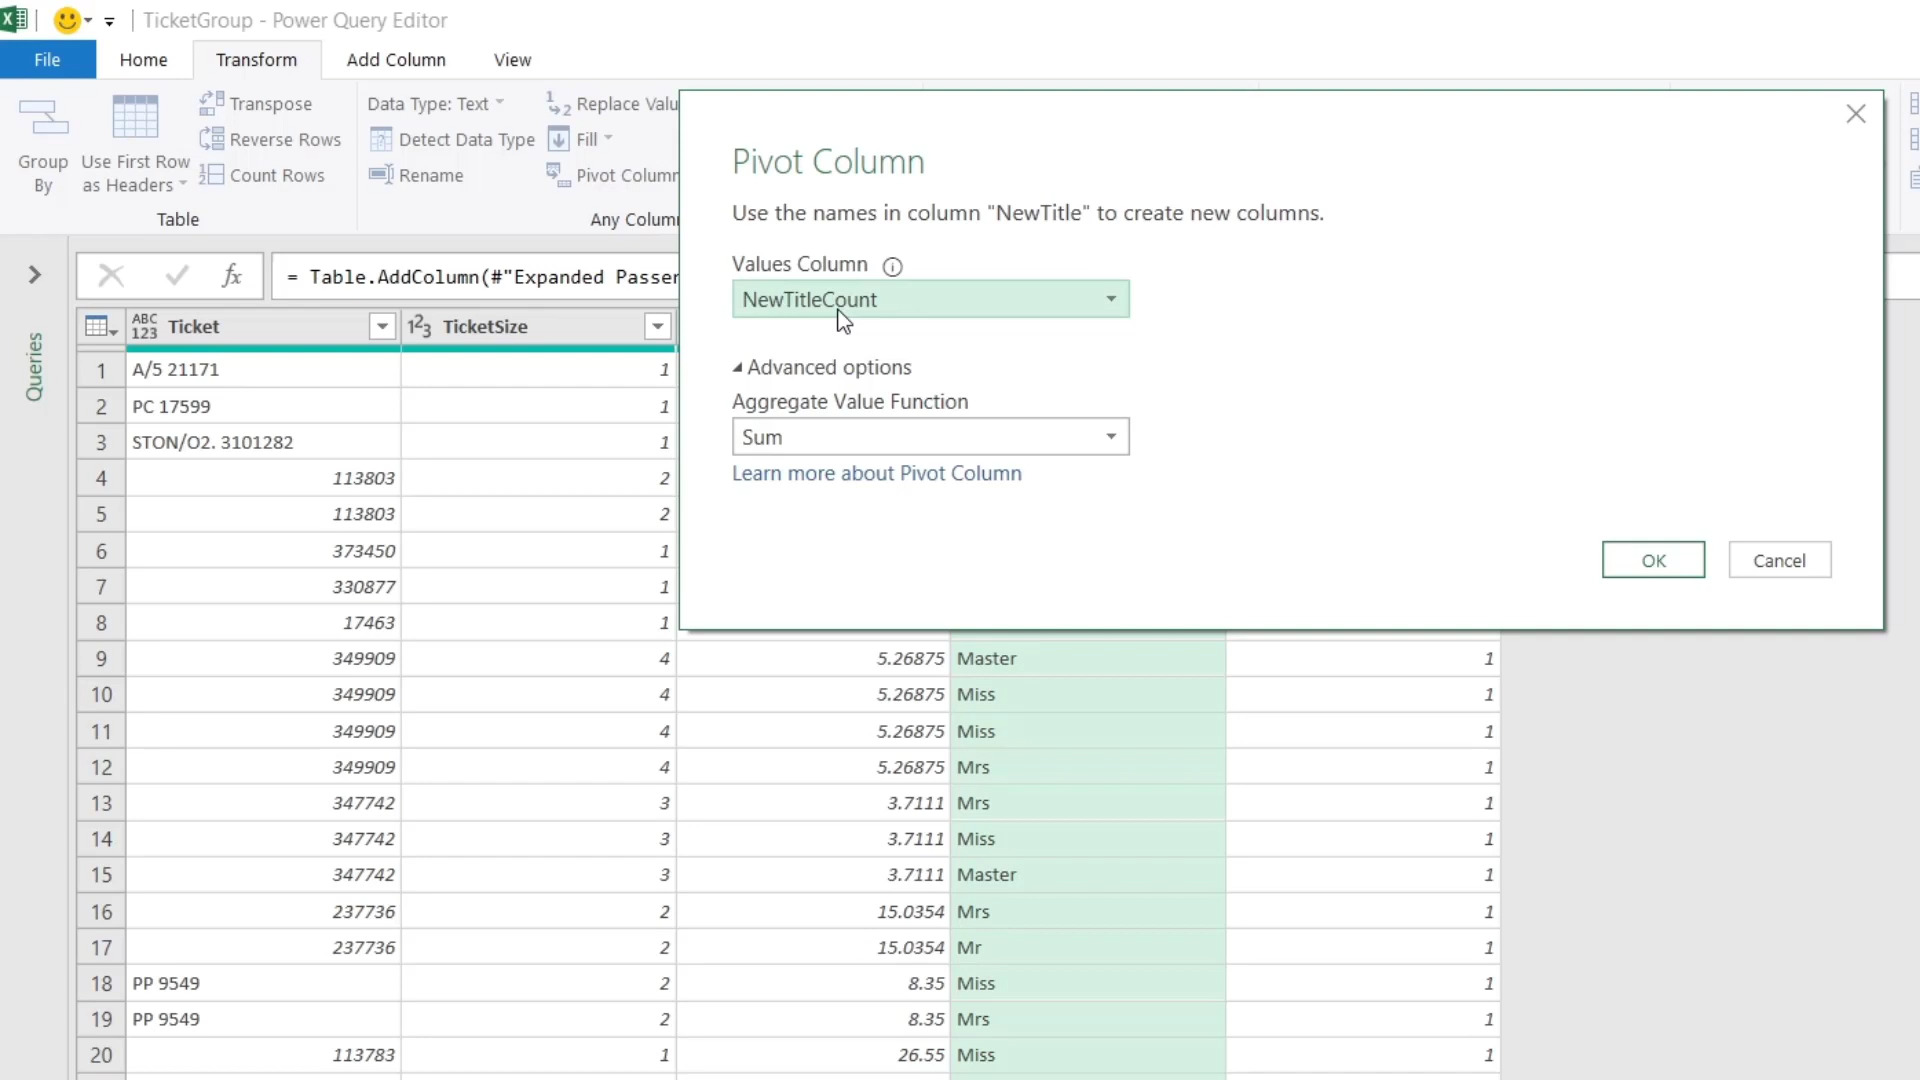 TicketGroup - Power Query Editor
File Home Transform Add Column View
Group By
Use First Row as Headers
Transpose
Reverse Rows
Count Rows
Table
Data Type: Text
Detect Data Type
Rename
1 2 Replace Valu
Fill
Pivot Column
Any Colum
Pivot Column
Use the names in column "NewTitle" to create new columns.
Values Column
NewTitleCount
Advanced options
Aggregate Value Function
Sum
Learn more about Pivot Column
OK Cancel
Queries
fx = Table.AddColumn(#"Expanded Passen
ABC 123 Ticket 123 TicketSize
1 A/5 21171 1
2 PC 17599 1
3 STON/O2. 3101282 1
4 113803 2
5 113803 2
6 373450 1
7 330877 1
8 17463 1
9 349909 4 5.26875 Master 1
10 349909 4 5.26875 Miss 1
11 349909 4 5.26875 Miss 1
12 349909 4 5.26875 Mrs 1
13 347742 3 3.7111 Mrs 1
14 347742 3 3.7111 Miss 1
15 347742 3 3.7111 Master 1
16 237736 2 15.0354 Mrs 1
17 237736 2 15.0354 Mr 1
18 PP 9549 2 8.35 Miss 1
19 PP 9549 2 8.35 Mrs 1
20 113783 1 26.55 Miss 1